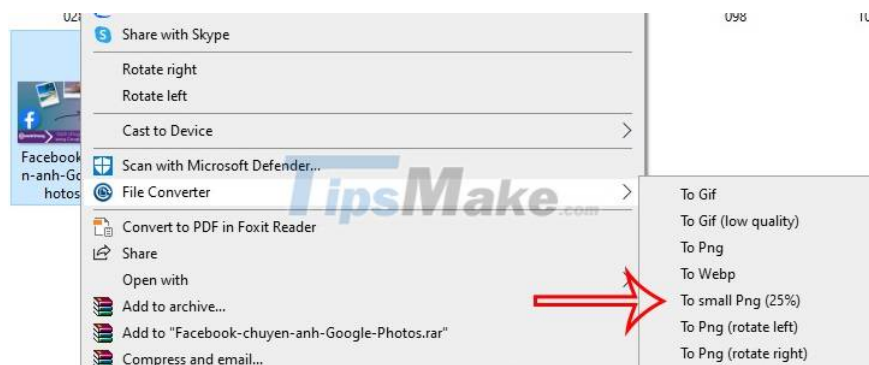 098
Share with Skype
Rotate right
Rotate left
Cast to Device
Facebook
n-anh-Go
hotos
Scan with Microsoft Defender...
File Converter
TipsMake.com
Convert to PDF in Foxit Reader
Share
Open with
Add to archive...
Add to "Facebook-chuyen-anh-Google-Photos.rar"
Compress and email...
To Gif
To Gif (low quality)
To Png
To Webp
To small Png (25%)
To Png (rotate left)
To Png (rotate right)